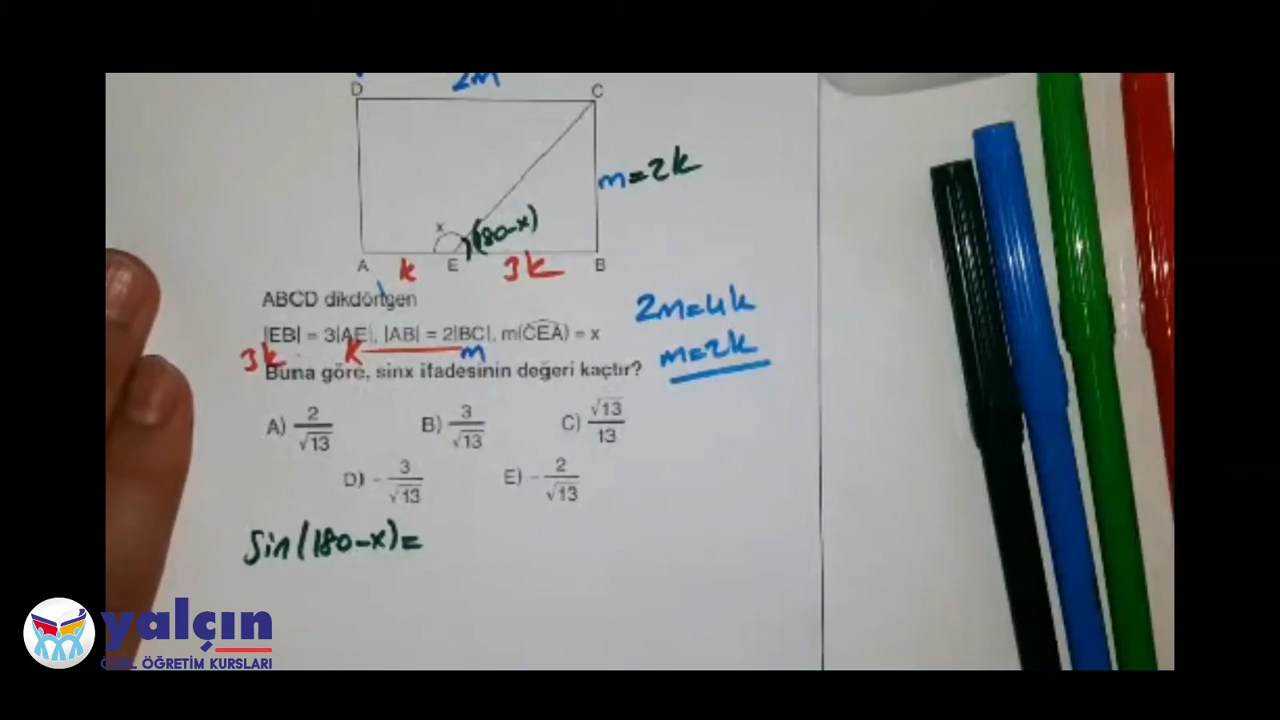 2m
D C
m=2k
x (180-x)
A k E 3k B
ABCD dikdörtgen
2m=4k
|EB| = 3|AE|, |AB| = 2|BC|, m(CEA) = x
3k k m m=2k
Buna göre, sinx ifadesinin değeri kaçtır?
A) 2/√13 B) 3/√13 C) √13/13
D) - 3/√13 E) - 2/√13
Sin(180-x)=
yalçın
ÖZEL ÖĞRETİM KURSLARI